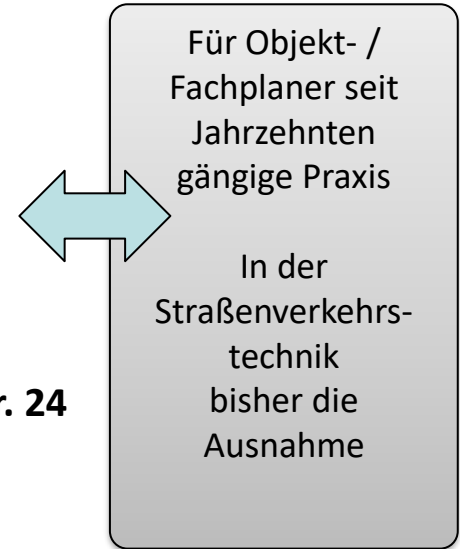 Für Objekt- /
Fachplaner seit
Jahrzehnten
gängige Praxis
In der
Straßenverkehrs-
technik
bisher die
Ausnahme
r. 24